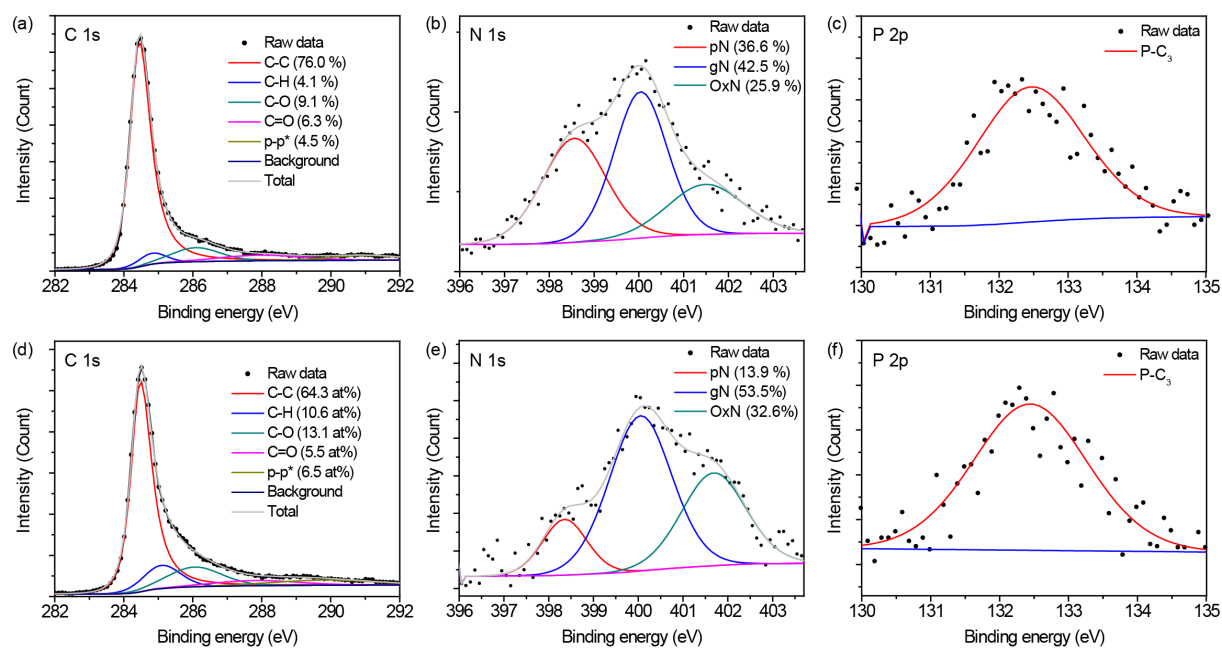 (a)
C 1s
Raw data
C-C (76.0 %)
C-H (4.1 %)
C-O (9.1 %)
C=O (6.3 %)
p-p* (4.5 %)
Background
Total
Intensity (Count)
282 284 286 288 290 292
Binding energy (eV)
(b)
N 1s
Raw data
pN (36.6 %)
gN (42.5 %)
OxN (25.9 %)
Intensity (Count)
396 397 398 399 400 401 402 403
Binding energy (eV)
(c)
P 2p
Raw data
P-C3
Intensity (Count)
130 131 132 133 134 135
Binding energy (eV)
(d)
C 1s
Raw data
C-C (64.3 at%)
C-H (10.6 at%)
C-O (13.1 at%)
C=O (5.5 at%)
p-p* (6.5 at%)
Background
Total
Intensity (Count)
282 284 286 288 290 292
Binding energy (eV)
(e)
N 1s
Raw data
pN (13.9 %)
gN (53.5%)
OxN (32.6%)
Intensity (Count)
396 397 398 399 400 401 402 403
Binding energy (eV)
(f)
P 2p
Raw data
P-C3
Intensity (Count)
130 131 132 133 134 135
Binding energy (eV)